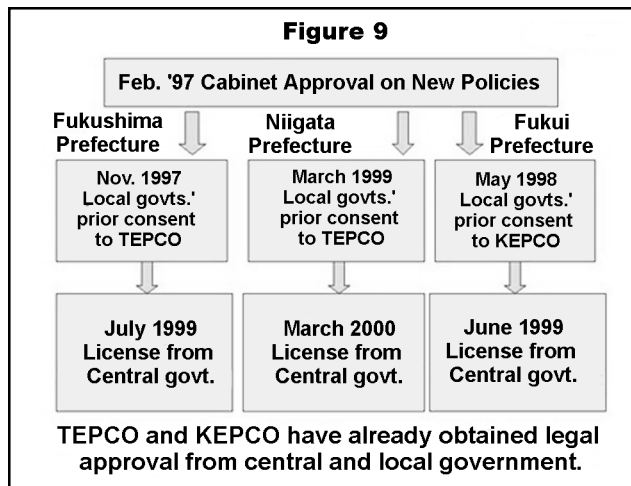 Figure 9
Feb. '97 Cabinet Approval on New Policies
Fukushima
Prefecture
Niigata
Prefecture
Fukui
Prefecture
Nov. 1997
Local govts.'
prior consent
to TEPCO
March 1999
Local govts.'
prior consent
to TEPCO
May 1998
Local govts.'
prior consent
to KEPCO
July 1999
License from
Central govt.
March 2000
License from
Central govt.
June 1999
License from
Central govt.
TEPCO and KEPCO have already obtained legal
approval from central and local government.